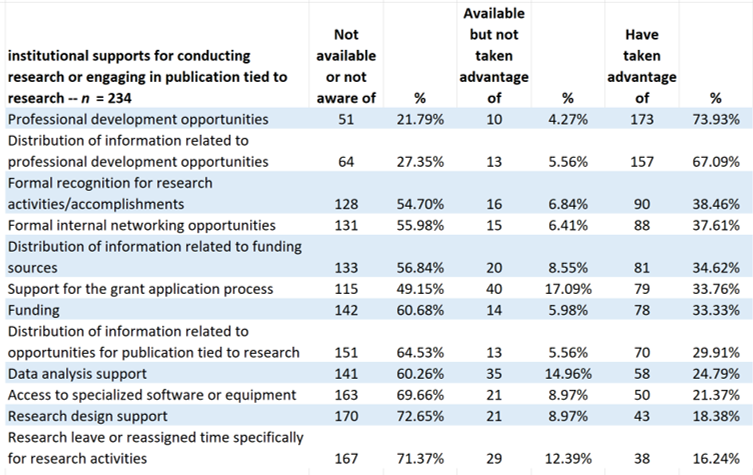 institutional supports for conducting research or engaging in publication tied to research -- n = 234 Not available or not aware of % Available but not taken advantage of % Have taken advantage of %
Professional development opportunities 51 21.79% 10 4.27% 173 73.93%
Distribution of information related to
professional development opportunities 64 27.35% 13 5.56% 157 67.09%
Formal recognition for research
activities/accomplishments 128 54.70% 16 6.84% 90 38.46%
Formal internal networking opportunities 131 55.98% 15 6.41% 88 37.61%
Distribution of information related to funding
sources 133 56.84% 20 8.55% 81 34.62%
Support for the grant application process 115 49.15% 40 17.09% 79 33.76%
Funding 142 60.68% 14 5.98% 78 33.33%
Distribution of information related to
opportunities for publication tied to research 151 64.53% 13 5.56% 70 29.91%
Data analysis support 141 60.26% 35 14.96% 58 24.79%
Access to specialized software or equipment 163 69.66% 21 8.97% 50 21.37%
Research design support 170 72.65% 21 8.97% 43 18.38%
Research leave or reassigned time specifically
for research activities 167 71.37% 29 12.39% 38 16.24%